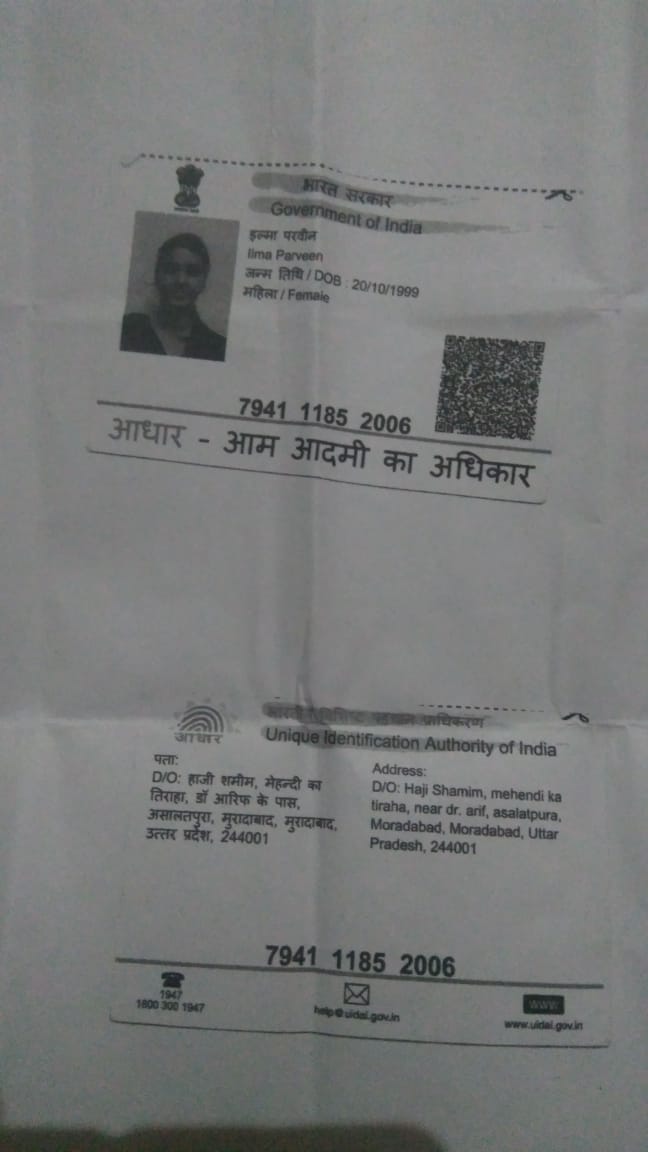 भारत सरकार
Government of India
इल्मा परवीन
Ilma Parveen
जन्म तिथि / DOB : 20/10/1999
महिला / Female
7941 1185 2006
आधार - आम आदमी का अधिकार
भारतीय विशिष्ट पहचान प्राधिकरण
Unique Identification Authority of India
आधार
पता:
D/O: हाजी शमीम, मेहन्दी का
तिराहा, डॉ आरिफ के पास,
असालतपुरा, मुरादाबाद, मुरादाबाद,
उत्तर प्रदेश, 244001
Address:
D/O: Haji Shamim, mehendi ka
tiraha, near dr. arif, asalatpura,
Moradabad, Moradabad, Uttar
Pradesh, 244001
7941 1185 2006
1947
1800 300 1947
help@uidai.gov.in
www
www.uidai.gov.in